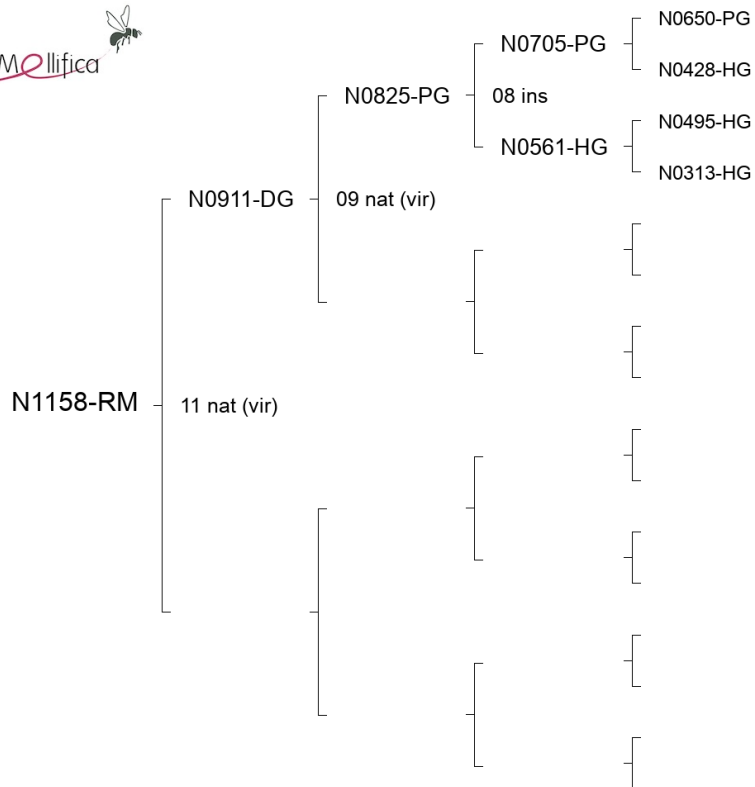 Mellifica
N0650-PG
N0705-PG
N0428-HG
N0825-PG
08 ins
N0495-HG
N0561-HG
N0313-HG
N0911-DG
09 nat (vir)
N1158-RM
11 nat (vir)